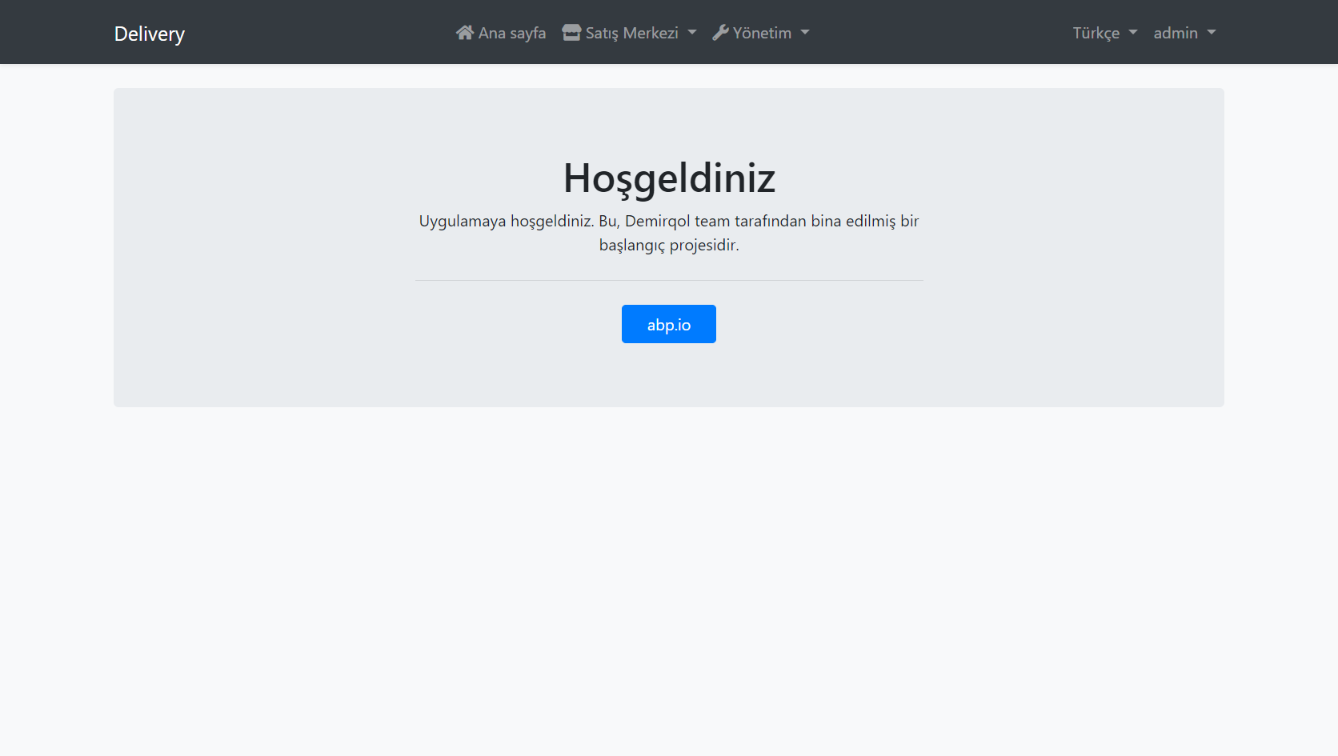 Delivery
Ana sayfa
Satış Merkezi
Yönetim
Türkçe
admin
Hoşgeldiniz
Uygulamaya hoşgeldiniz. Bu, Demirqol team tarafından bina edilmiş bir
başlangıç projesidir.
abp.io